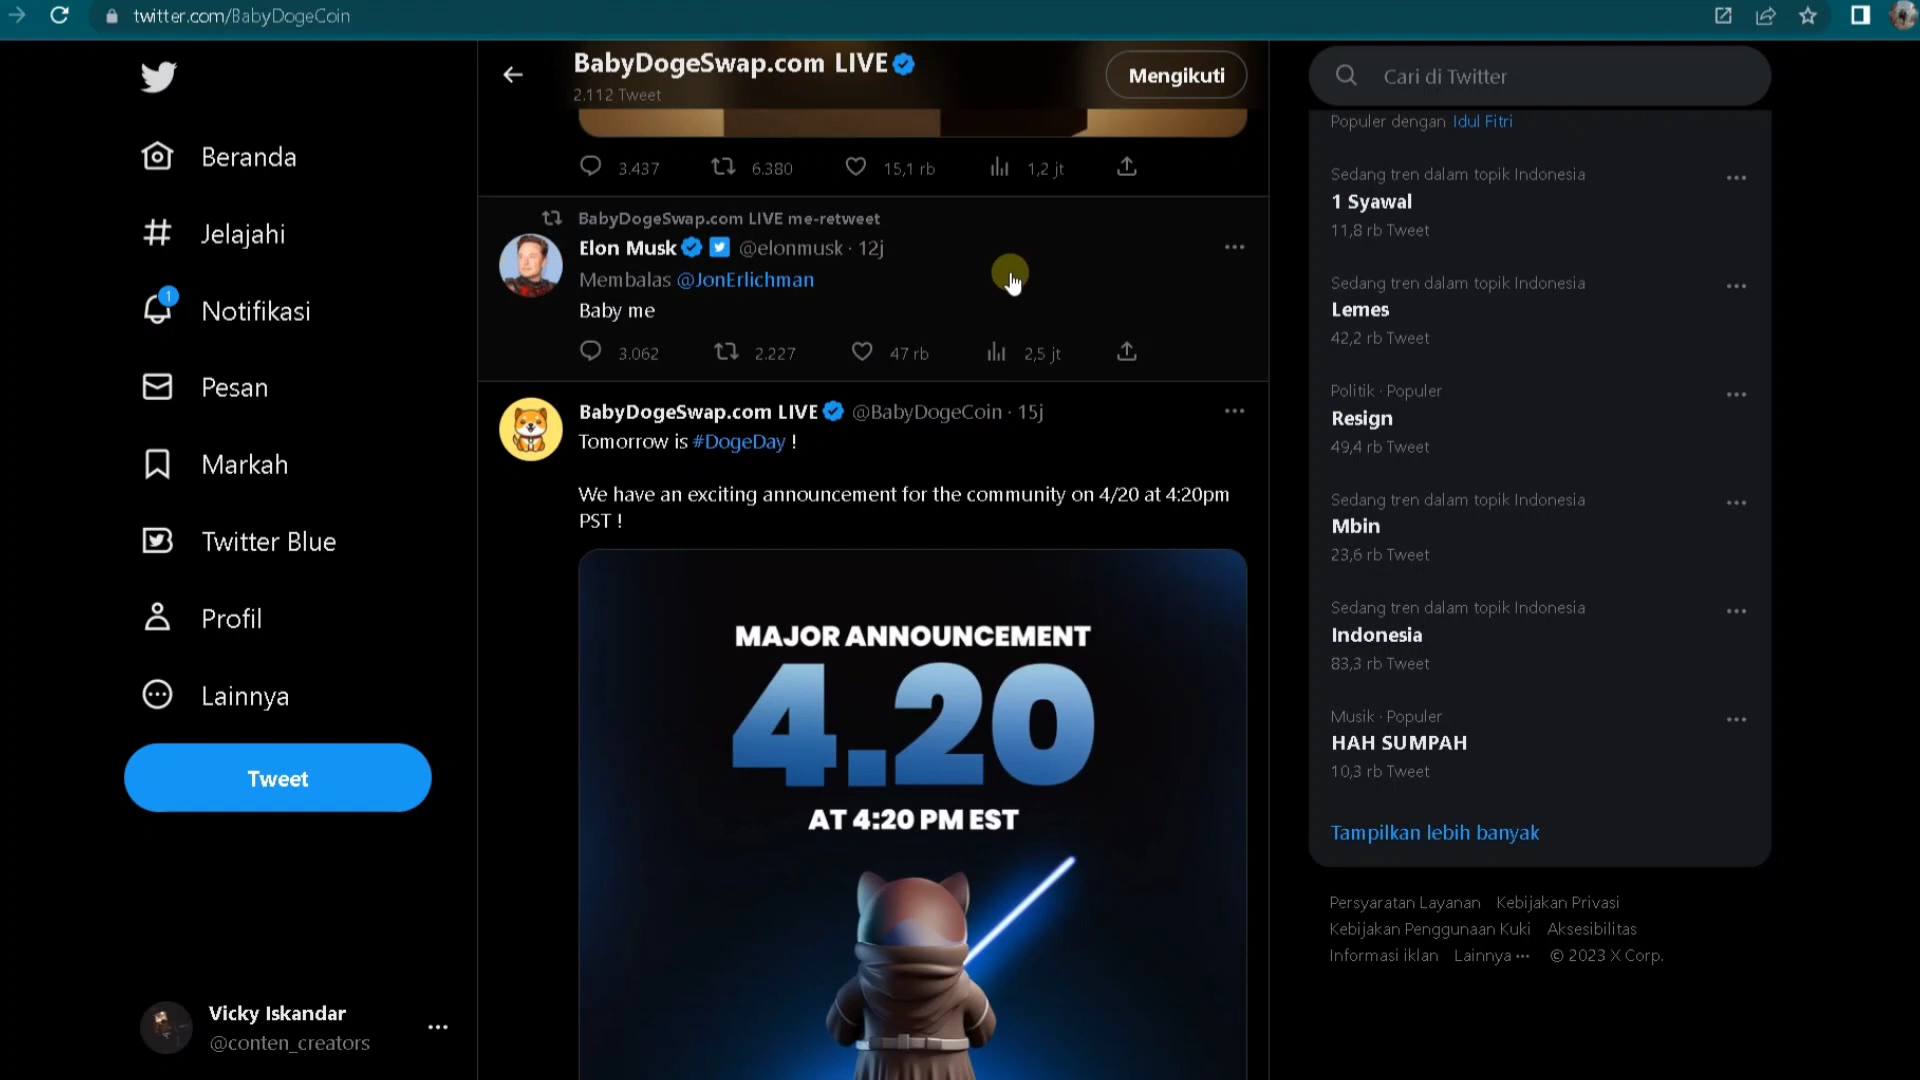 twitter.com/BabyDogeCoin
Beranda
Jelajahi
1
Notifikasi
Pesan
Markah
Twitter Blue
Profil
Lainnya
Tweet
Vicky Iskandar
@conten_creators
BabyDogeSwap.com LIVE
2.112 Tweet
Mengikuti
3.437 6.380 15,1 rb 1,2 jt
BabyDogeSwap.com LIVE me-retweet
Elon Musk @elonmusk · 12j
Membalas @JonErlichman
Baby me
3.062 2.227 47 rb 2,5 jt
BabyDogeSwap.com LIVE @BabyDogeCoin · 15j
Tomorrow is #DogeDay !
We have an exciting announcement for the community on 4/20 at 4:20pm
PST !
MAJOR ANNOUNCEMENT
4.20
AT 4:20 PM EST
Cari di Twitter
Populer dengan Idul Fitri
Sedang tren dalam topik Indonesia
1 Syawal
11,8 rb Tweet
Sedang tren dalam topik Indonesia
Lemes
42,2 rb Tweet
Politik · Populer
Resign
49,4 rb Tweet
Sedang tren dalam topik Indonesia
Mbin
23,6 rb Tweet
Sedang tren dalam topik Indonesia
Indonesia
83,3 rb Tweet
Musik · Populer
HAH SUMPAH
10,3 rb Tweet
Tampilkan lebih banyak
Persyaratan Layanan Kebijakan Privasi
Kebijakan Penggunaan Kuki Aksesibilitas
Informasi iklan Lainnya ··· © 2023 X Corp.